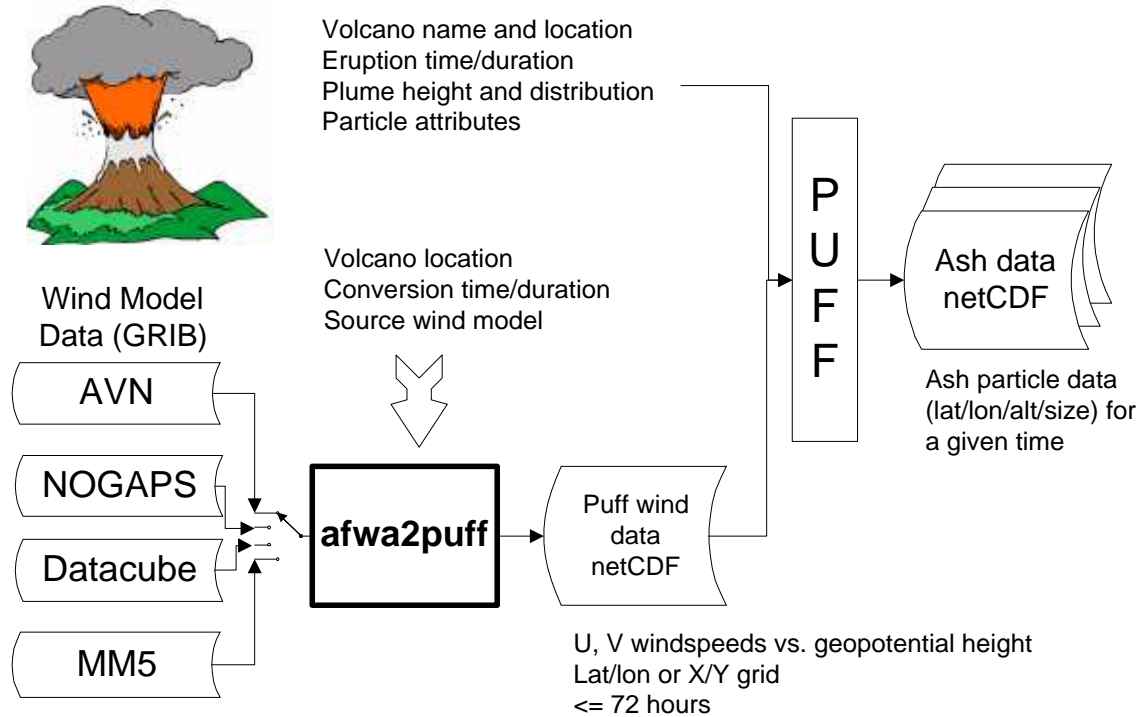 Volcano name and location
Eruption time/duration
Plume height and distribution
Particle attributes
P
U
F
F
Ash data
netCDF
Ash particle data
(lat/lon/alt/size) for
a given time
Volcano location
Conversion time/duration
Source wind model
Wind Model
Data (GRIB)
AVN
NOGAPS
Datacube
MM5
afwa2puff
Puff wind
data
netCDF
U, V windspeeds vs. geopotential height
Lat/lon or X/Y grid
<= 72 hours